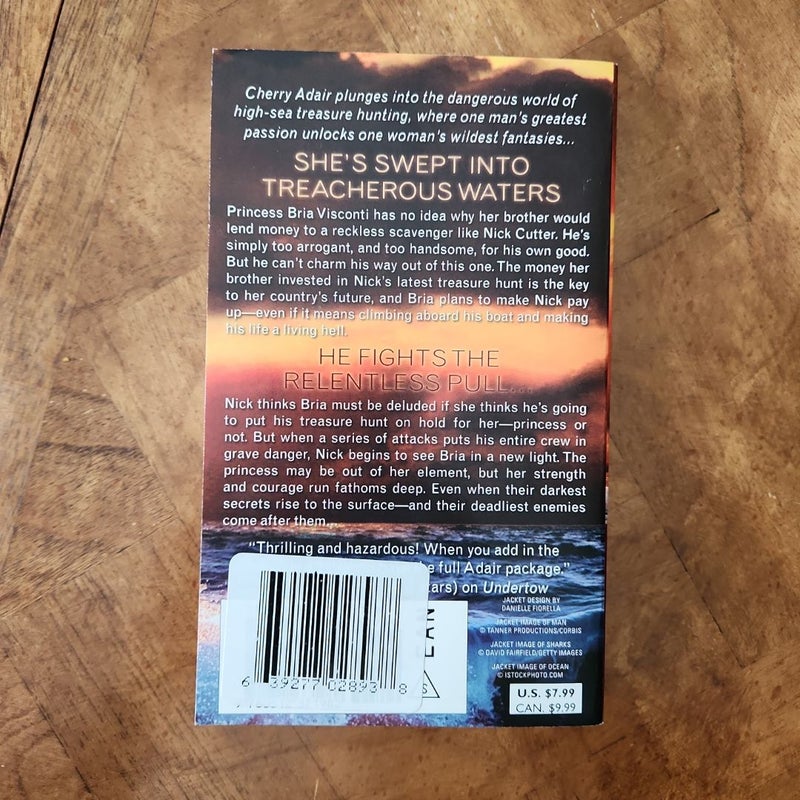 Cherry Adair plunges into the dangerous world of
high-sea treasure hunting, where one man's greatest
passion unlocks one woman's wildest fantasies...
SHE'S SWEPT INTO
TREACHEROUS WATERS
Princess Bria Visconti has no idea why her brother would
lend money to a reckless scavenger like Nick Cutter. He's
simply too arrogant, and too handsome, for his own good.
But he can't charm his way out of this one. The money her
brother invested in Nick's latest treasure hunt is the key
to her country's future, and Bria plans to make Nick pay
up—even if it means climbing aboard his boat and making
his life a living hell.
HE FIGHTS THE
RELENTLESS PULL...
Nick thinks Bria must be deluded if she thinks he's going
to put his treasure hunt on hold for her—princess or
not. But when a series of attacks puts his entire crew in
grave danger, Nick begins to see Bria in a new light. The
princess may be out of her element, but her strength
and courage run fathoms deep. Even when their darkest
secrets rise to the surface—and their deadliest enemies
come after them...
"Thrilling and hazardous! When you add in the
e full Adair package."
tars) on Undertow
JACKET DESIGN BY
DANIELLE FIORELLA
JACKET IMAGE OF MAN
© TANNER PRODUCTIONS/CORBIS
JACKET IMAGE OF SHARKS
© DAVID FAIRFIELD/GETTY IMAGES
JACKET IMAGE OF OCEAN
© ISTOCKPHOTO.COM
EAN
S
6 39277 02893 8
U.S. $7.99
CAN. $9.99